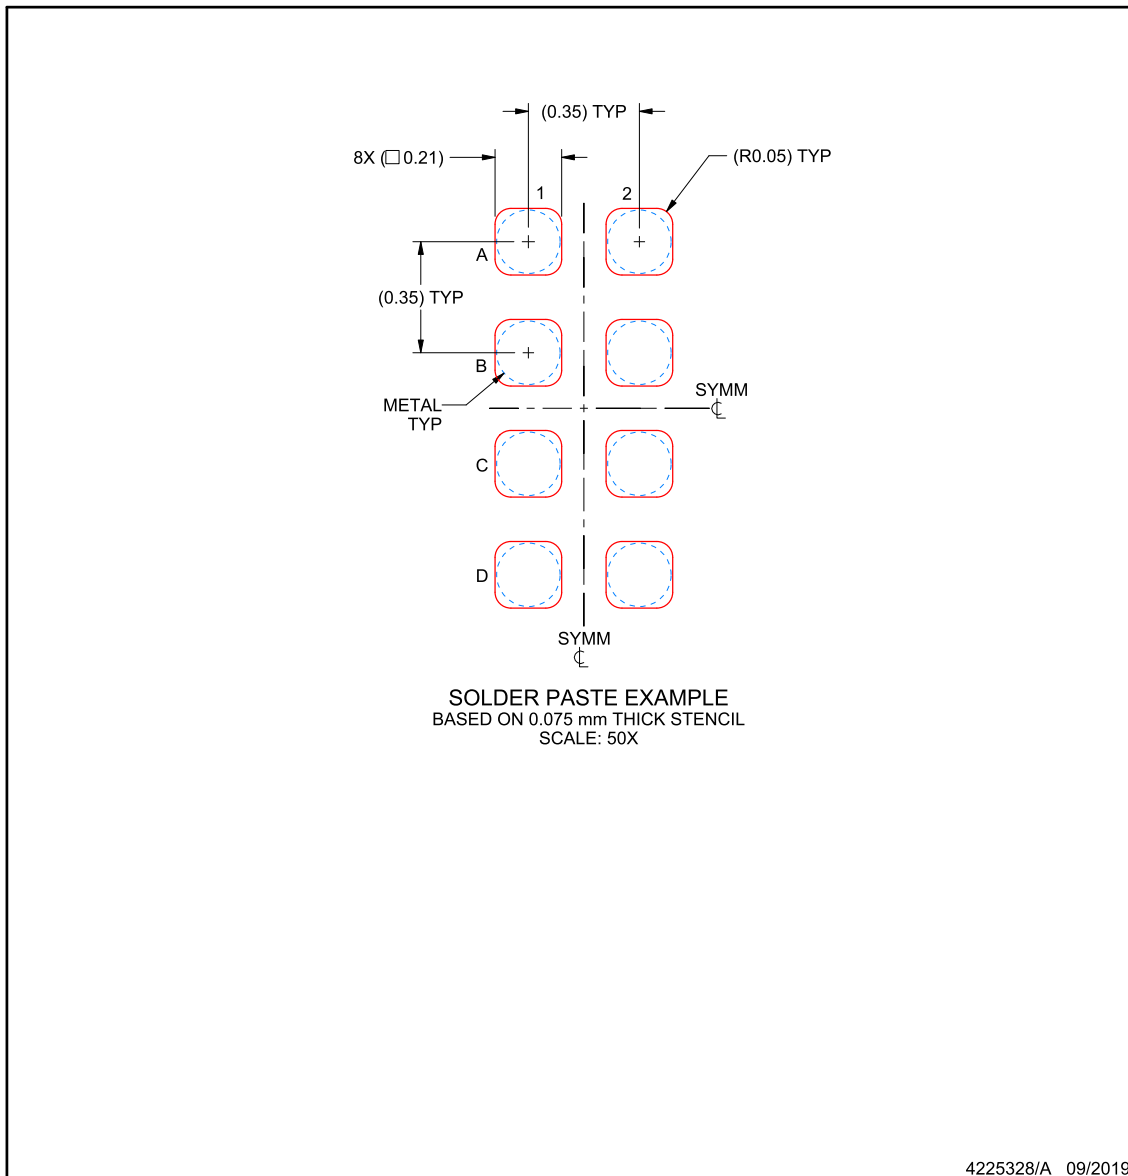 (0.35) TYP
8X (□ 0.21)
(R0.05) TYP
1
2
A
(0.35) TYP
B
METAL
TYP
SYMM
℄
C
D
SYMM
℄
SOLDER PASTE EXAMPLE
BASED ON 0.075 mm THICK STENCIL
SCALE: 50X
4225328/A 09/2019